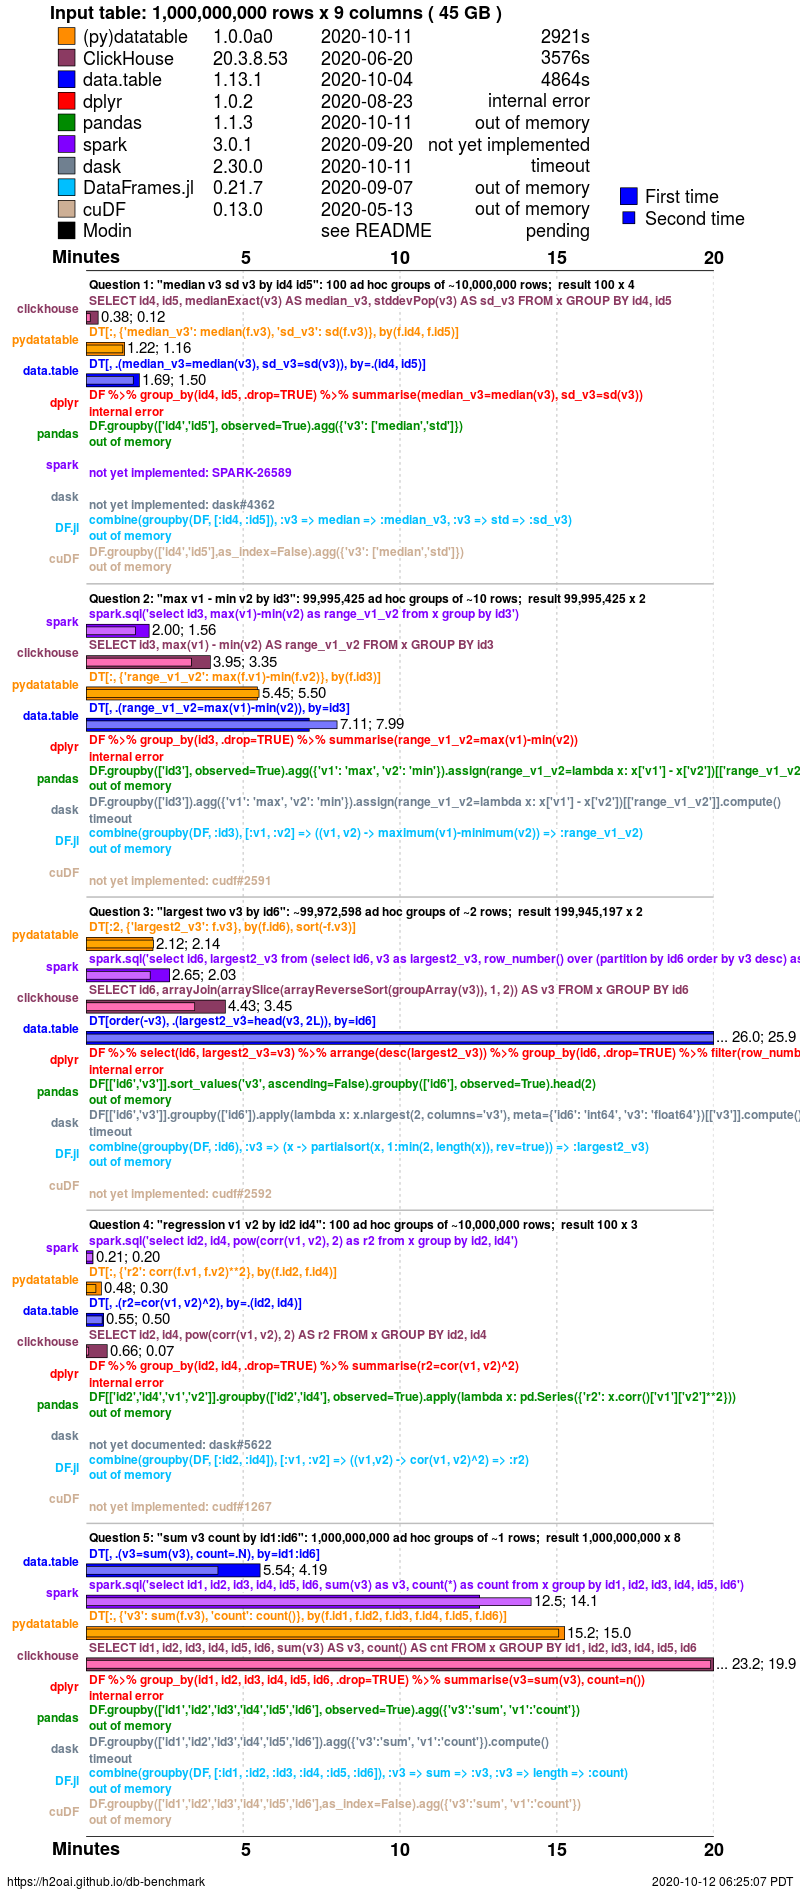 Input table: 1,000,000,000 rows x 9 columns ( 45 GB )
(py)datatable 1.0.0a0 2020-10-11 2921s
ClickHouse 20.3.8.53 2020-06-20 3576s
data.table 1.13.1 2020-10-04 4864s
dplyr 1.0.2 2020-08-23 internal error
pandas 1.1.3 2020-10-11 out of memory
spark 3.0.1 2020-09-20 not yet implemented
dask 2.30.0 2020-10-11 timeout
DataFrames.jl 0.21.7 2020-09-07 out of memory
cuDF 0.13.0 2020-05-13 out of memory
Modin see README pending
First time
Second time
Minutes 5 10 15 20
Question 1: "median v3 sd v3 by id4 id5": 100 ad hoc groups of ~10,000,000 rows; result 100 x 4
clickhouse SELECT id4, id5, medianExact(v3) AS median_v3, stddevPop(v3) AS sd_v3 FROM x GROUP BY id4, id5
0.38; 0.12
pydatatable DT[:, {'median_v3': median(f.v3), 'sd_v3': sd(f.v3)}, by(f.id4, f.id5)]
1.22; 1.16
data.table DT[, .(median_v3=median(v3), sd_v3=sd(v3)), by=.(id4, id5)]
1.69; 1.50
dplyr DF %>% group_by(id4, id5, .drop=TRUE) %>% summarise(median_v3=median(v3), sd_v3=sd(v3))
internal error
pandas DF.groupby(['id4','id5'], observed=True).agg({'v3': ['median','std']})
out of memory
spark
not yet implemented: SPARK-26589
dask
not yet implemented: dask#4362
DF.jl combine(groupby(DF, [:id4, :id5]), :v3 => median => :median_v3, :v3 => std => :sd_v3)
out of memory
cuDF DF.groupby(['id4','id5'],as_index=False).agg({'v3': ['median','std']})
out of memory
Question 2: "max v1 - min v2 by id3": 99,995,425 ad hoc groups of ~10 rows; result 99,995,425 x 2
spark spark.sql('select id3, max(v1)-min(v2) as range_v1_v2 from x group by id3')
2.00; 1.56
clickhouse SELECT id3, max(v1) - min(v2) AS range_v1_v2 FROM x GROUP BY id3
3.95; 3.35
pydatatable DT[:, {'range_v1_v2': max(f.v1)-min(f.v2)}, by(f.id3)]
5.45; 5.50
data.table DT[, .(range_v1_v2=max(v1)-min(v2)), by=id3]
7.11; 7.99
dplyr DF %>% group_by(id3, .drop=TRUE) %>% summarise(range_v1_v2=max(v1)-min(v2))
internal error
pandas DF.groupby(['id3'], observed=True).agg({'v1': 'max', 'v2': 'min'}).assign(range_v1_v2=lambda x: x['v1'] - x['v2'])[['range_v1_v2
out of memory
dask DF.groupby(['id3']).agg({'v1': 'max', 'v2': 'min'}).assign(range_v1_v2=lambda x: x['v1'] - x['v2'])[['range_v1_v2']].compute()
timeout
DF.jl combine(groupby(DF, :id3), [:v1, :v2] => ((v1, v2) -> maximum(v1)-minimum(v2)) => :range_v1_v2)
out of memory
cuDF
not yet implemented: cudf#2591
Question 3: "largest two v3 by id6": ~99,972,598 ad hoc groups of ~2 rows; result 199,945,197 x 2
pydatatable DT[:2, {'largest2_v3': f.v3}, by(f.id6), sort(-f.v3)]
2.12; 2.14
spark spark.sql('select id6, largest2_v3 from (select id6, v3 as largest2_v3, row_number() over (partition by id6 order by v3 desc) as
2.65; 2.03
clickhouse SELECT id6, arrayJoin(arraySlice(arrayReverseSort(groupArray(v3)), 1, 2)) AS v3 FROM x GROUP BY id6
4.43; 3.45
data.table DT[order(-v3), .(largest2_v3=head(v3, 2L)), by=id6]
... 26.0; 25.9
dplyr DF %>% select(id6, largest2_v3=v3) %>% arrange(desc(largest2_v3)) %>% group_by(id6, .drop=TRUE) %>% filter(row_numb
internal error
pandas DF[['id6','v3']].sort_values('v3', ascending=False).groupby(['id6'], observed=True).head(2)
out of memory
dask DF[['id6','v3']].groupby(['id6']).apply(lambda x: x.nlargest(2, columns='v3'), meta={'id6': 'int64', 'v3': 'float64'})[['v3']].compute()
timeout
DF.jl combine(groupby(DF, :id6), :v3 => (x -> partialsort(x, 1:min(2, length(x)), rev=true)) => :largest2_v3)
out of memory
cuDF
not yet implemented: cudf#2592
Question 4: "regression v1 v2 by id2 id4": 100 ad hoc groups of ~10,000,000 rows; result 100 x 3
spark spark.sql('select id2, id4, pow(corr(v1, v2), 2) as r2 from x group by id2, id4')
0.21; 0.20
pydatatable DT[:, {'r2': corr(f.v1, f.v2)**2}, by(f.id2, f.id4)]
0.48; 0.30
data.table DT[, .(r2=cor(v1, v2)^2), by=.(id2, id4)]
0.55; 0.50
clickhouse SELECT id2, id4, pow(corr(v1, v2), 2) AS r2 FROM x GROUP BY id2, id4
0.66; 0.07
dplyr DF %>% group_by(id2, id4, .drop=TRUE) %>% summarise(r2=cor(v1, v2)^2)
internal error
pandas DF[['id2','id4','v1','v2']].groupby(['id2','id4'], observed=True).apply(lambda x: pd.Series({'r2': x.corr()['v1']['v2']**2}))
out of memory
dask
not yet documented: dask#5622
DF.jl combine(groupby(DF, [:id2, :id4]), [:v1, :v2] => ((v1,v2) -> cor(v1, v2)^2) => :r2)
out of memory
cuDF
not yet implemented: cudf#1267
Question 5: "sum v3 count by id1:id6": 1,000,000,000 ad hoc groups of ~1 rows; result 1,000,000,000 x 8
data.table DT[, .(v3=sum(v3), count=.N), by=id1:id6]
5.54; 4.19
spark spark.sql('select id1, id2, id3, id4, id5, id6, sum(v3) as v3, count(*) as count from x group by id1, id2, id3, id4, id5, id6')
12.5; 14.1
pydatatable DT[:, {'v3': sum(f.v3), 'count': count()}, by(f.id1, f.id2, f.id3, f.id4, f.id5, f.id6)]
15.2; 15.0
clickhouse SELECT id1, id2, id3, id4, id5, id6, sum(v3) AS v3, count() AS cnt FROM x GROUP BY id1, id2, id3, id4, id5, id6
... 23.2; 19.9
dplyr DF %>% group_by(id1, id2, id3, id4, id5, id6, .drop=TRUE) %>% summarise(v3=sum(v3), count=n())
internal error
pandas DF.groupby(['id1','id2','id3','id4','id5','id6'], observed=True).agg({'v3':'sum', 'v1':'count'})
out of memory
dask DF.groupby(['id1','id2','id3','id4','id5','id6']).agg({'v3':'sum', 'v1':'count'}).compute()
timeout
DF.jl combine(groupby(DF, [:id1, :id2, :id3, :id4, :id5, :id6]), :v3 => sum => :v3, :v3 => length => :count)
out of memory
cuDF DF.groupby(['id1','id2','id3','id4','id5','id6'],as_index=False).agg({'v3':'sum', 'v1':'count'})
out of memory
Minutes 5 10 15 20
https://h2oai.github.io/db-benchmark 2020-10-12 06:25:07 PDT